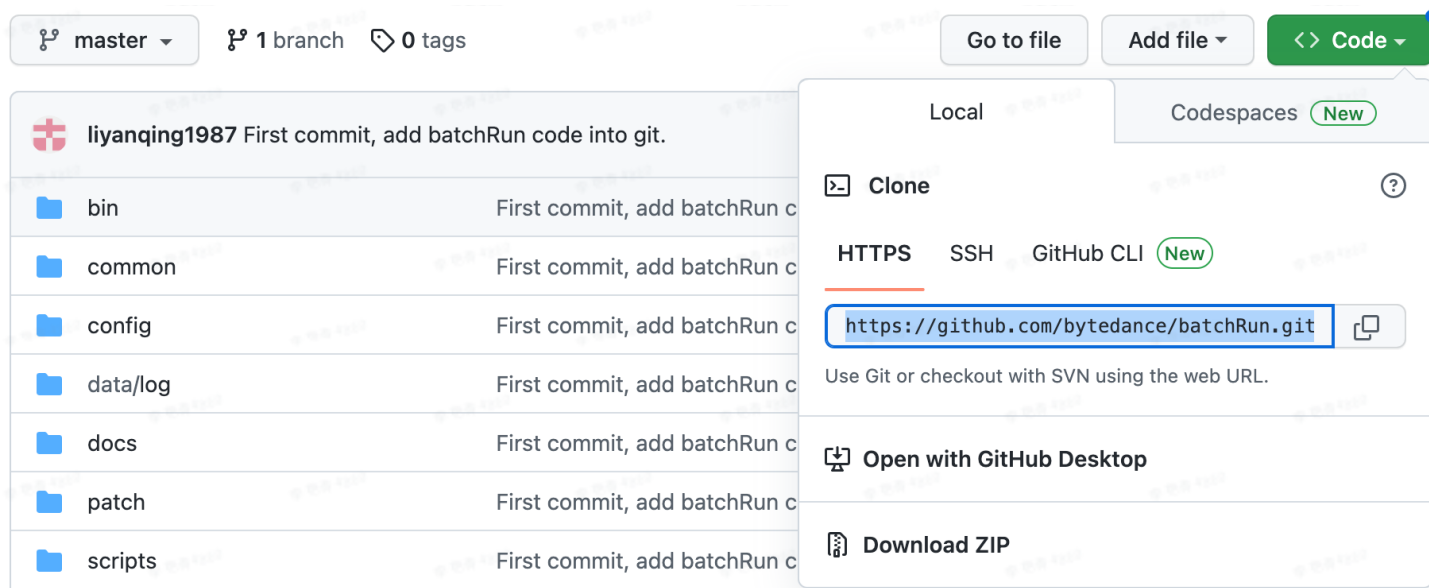 master
1 branch
0 tags
Go to file
Add file
Code
liyanqing1987 First commit, add batchRun code into git.
bin First commit, add batchRun c
common First commit, add batchRun c
config First commit, add batchRun c
data/log First commit, add batchRun c
docs First commit, add batchRun c
patch First commit, add batchRun c
scripts First commit, add batchRun c
Local
Codespaces New
Clone
HTTPS SSH GitHub CLI New
https://github.com/bytedance/batchRun.git
Use Git or checkout with SVN using the web URL.
Open with GitHub Desktop
Download ZIP